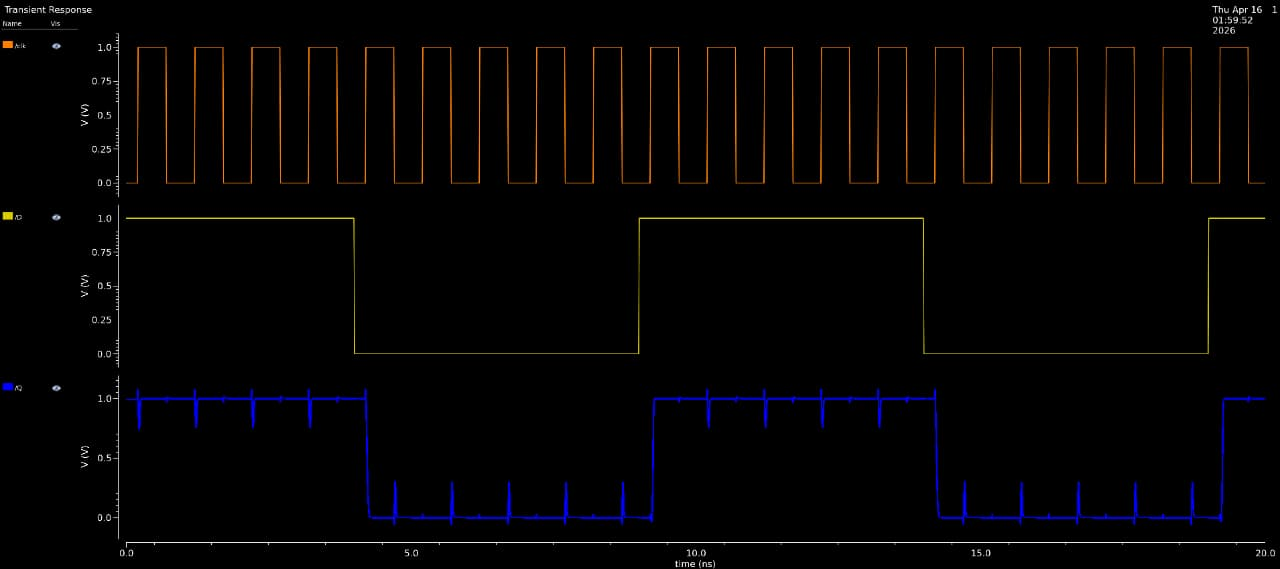 Transient Response
Thu Apr 16 1
01:59:52
2026
Name Vis
/clk
1.0
0.75
0.5
0.25
0.0
V (V)
/D
1.0
0.75
0.5
0.25
0.0
V (V)
/Q
1.0
0.5
0.0
V (V)
0.0 5.0 10.0 15.0 20.0
time (ns)